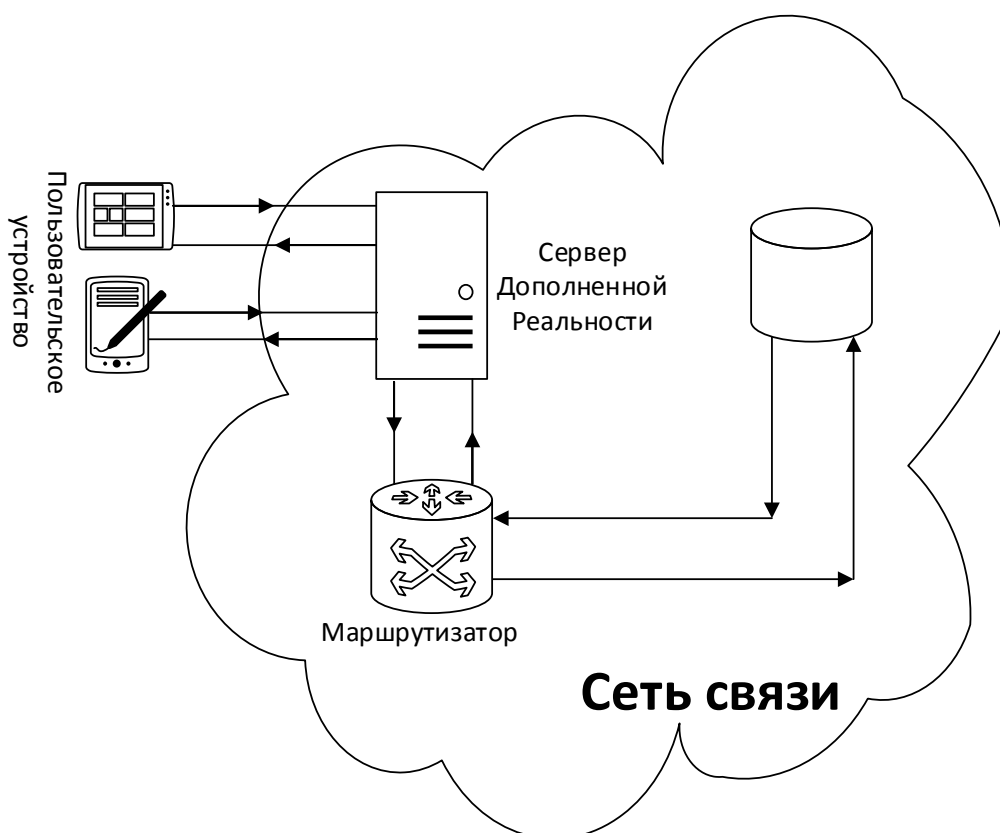 Пользовательское
устройство
Сервер
Дополненной
Реальности
Маршрутизатор
Сеть связи